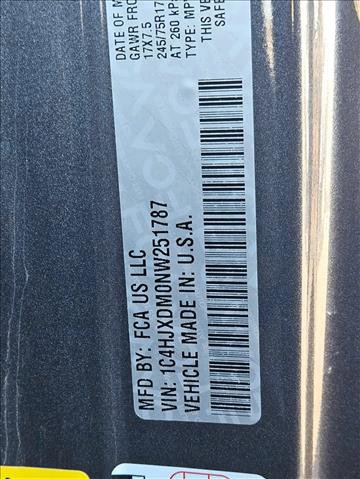 DATE OF M
GAWR FRO
17X7.5
245/75R17
AT 260 kP
TYPE: MP
THIS VE
SAFE
MFD BY: FCA US LLC
VIN: 1C4HJXDM0NW251787
VEHICLE MADE IN: U.S.A.